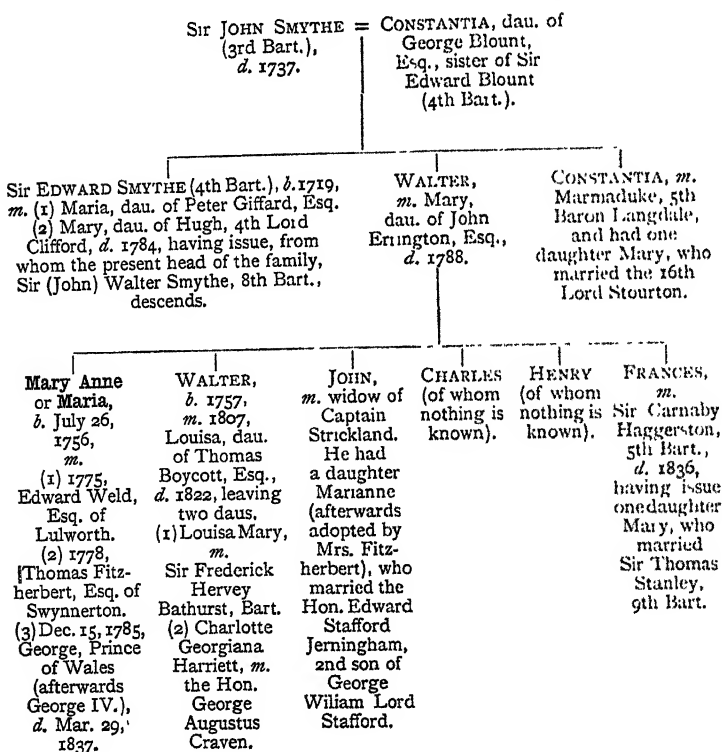 Sir JOHN SMYTHE = CONSTANTIA, dau. of
(3rd Bart.),
d. 1737.
George Blount,
Esq., sister of Sir
Edward Blount
(4th Bart.).
Sir EDWARD SMYTHE (4th Bart.), b. 1719,
m. (1) Maria, dau. of Peter Giffard, Esq.
(2) Mary, dau. of Hugh, 4th Lord
Clifford, d. 1784, having issue, from
whom the present head of the family,
Sir (John) Walter Smythe, 8th Bart.,
descends.
WALTER,
m. Mary,
dau. of John
Errington, Esq.,
d. 1788.
CONSTANTIA, m.
Marmaduke, 5th
Baron Langdale,
and had one
daughter Mary, who
married the 16th
Lord Stourton.
Mary Anne
or Maria,
b. July 26,
1756,
m.
(1) 1775,
Edward Weld,
Esq. of
Lulworth.
(2) 1778,
Thomas Fitz-
herbert, Esq. of
Swynnerton.
(3) Dec. 15, 1785,
George, Prince
of Wales
(afterwards
George IV.),
d. Mar. 29,
1837.
WALTER,
b. 1757,
m. 1807,
Louisa, dau.
of Thomas
Boycott, Esq.,
d. 1822, leaving
two daus.
(1) Louisa Mary,
m.
Sir Frederick
Hervey
Bathurst, Bart.
(2) Charlotte
Georgiana
Harriett, m.
the Hon.
George
Augustus
Craven.
JOHN,
m. widow of
Captain
Strickland.
He had
a daughter
Marianne
(afterwards
adopted by
Mrs. Fitz-
herbert), who
married the
Hon. Edward
Stafford
Jerningham,
2nd son of
George
Wiliam Lord
Stafford.
CHARLES
(of whom
nothing is
known).
HENRY
(of whom
nothing is
known).
FRANCES,
m.
Sir Carnaby
Haggerston,
5th Bart.,
d. 1836,
having issue
one daughter
Mary, who
married
Sir Thomas
Stanley,
9th Bart.